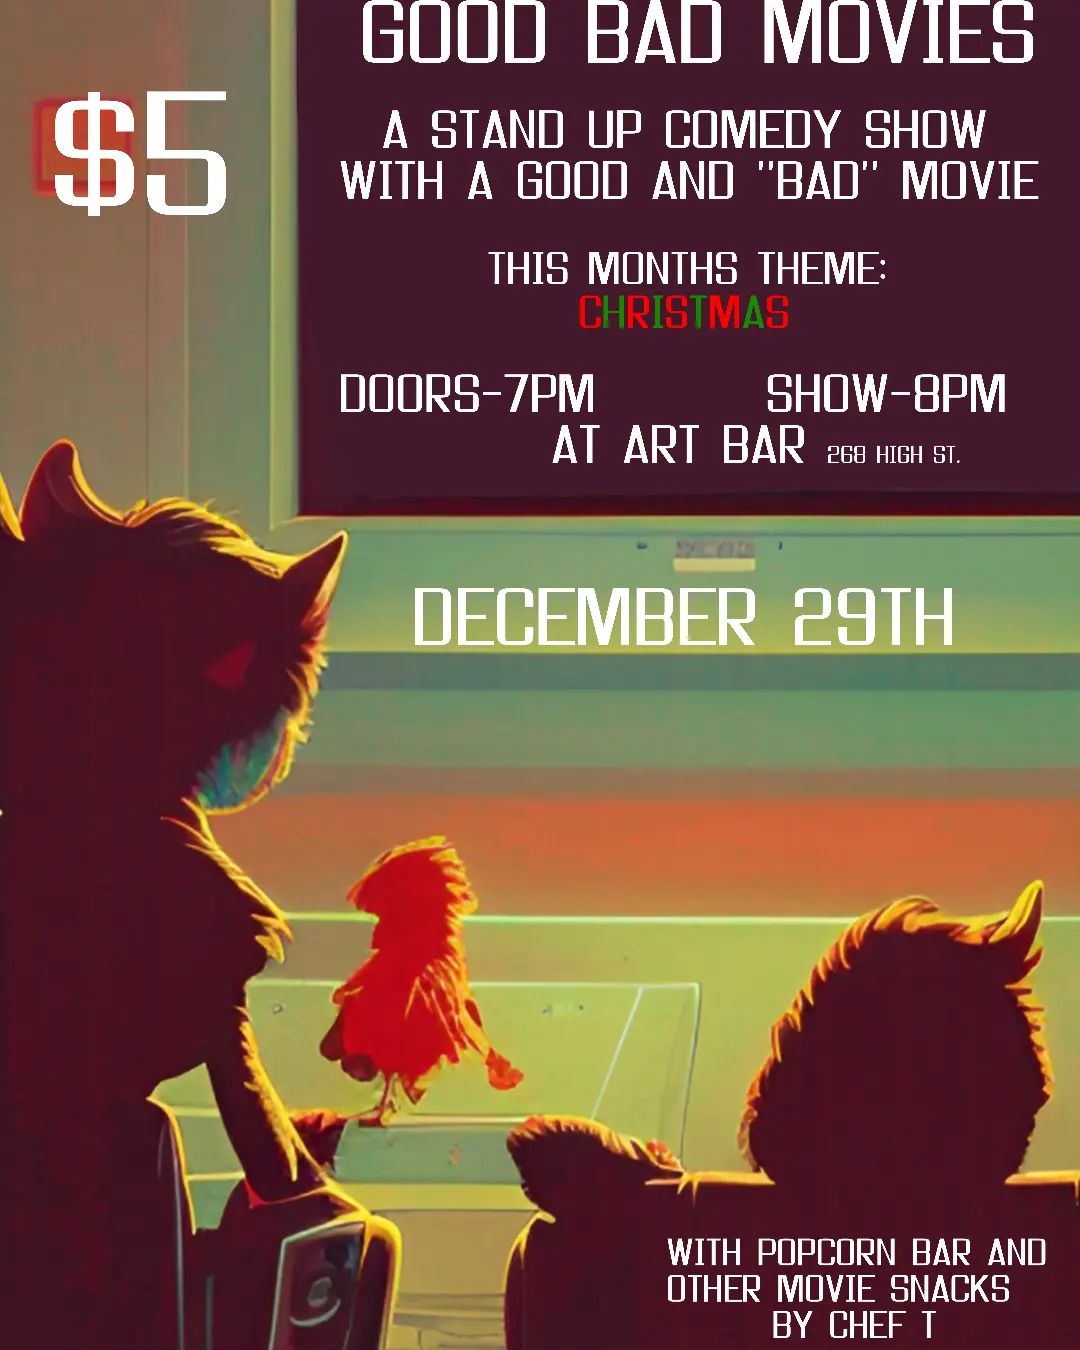 GOOD BAD MOVIES
$5
A STAND UP COMEDY SHOW
WITH A GOOD AND "BAD" MOVIE
THIS MONTHS THEME:
CHRISTMAS
DOORS-7PM SHOW-8PM
AT ART BAR 268 HIGH ST.
DECEMBER 29TH
WITH POPCORN BAR AND
OTHER MOVIE SNACKS
BY CHEF T